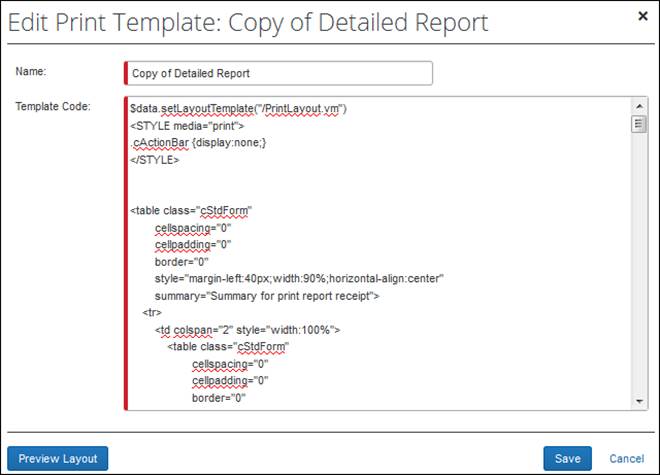 Edit Print Template: Copy of Detailed Report
Name:
Copy of Detailed Report
Template Code:
$data.setLayoutTemplate("/PrintLayout.vm")
<STYLE media="print">
.cActionBar {display:none;}
</STYLE>
<table class="cStdForm"
cellspacing="0"
cellpadding="0"
border="0"
style="margin-left:40px;width:90%;horizontal-align:center"
summary="Summary for print report receipt">
<tr>
<td colspan="2" style="width:100%">
<table class="cStdForm"
cellspacing="0"
cellpadding="0"
border="0"
Preview Layout
Save
Cancel